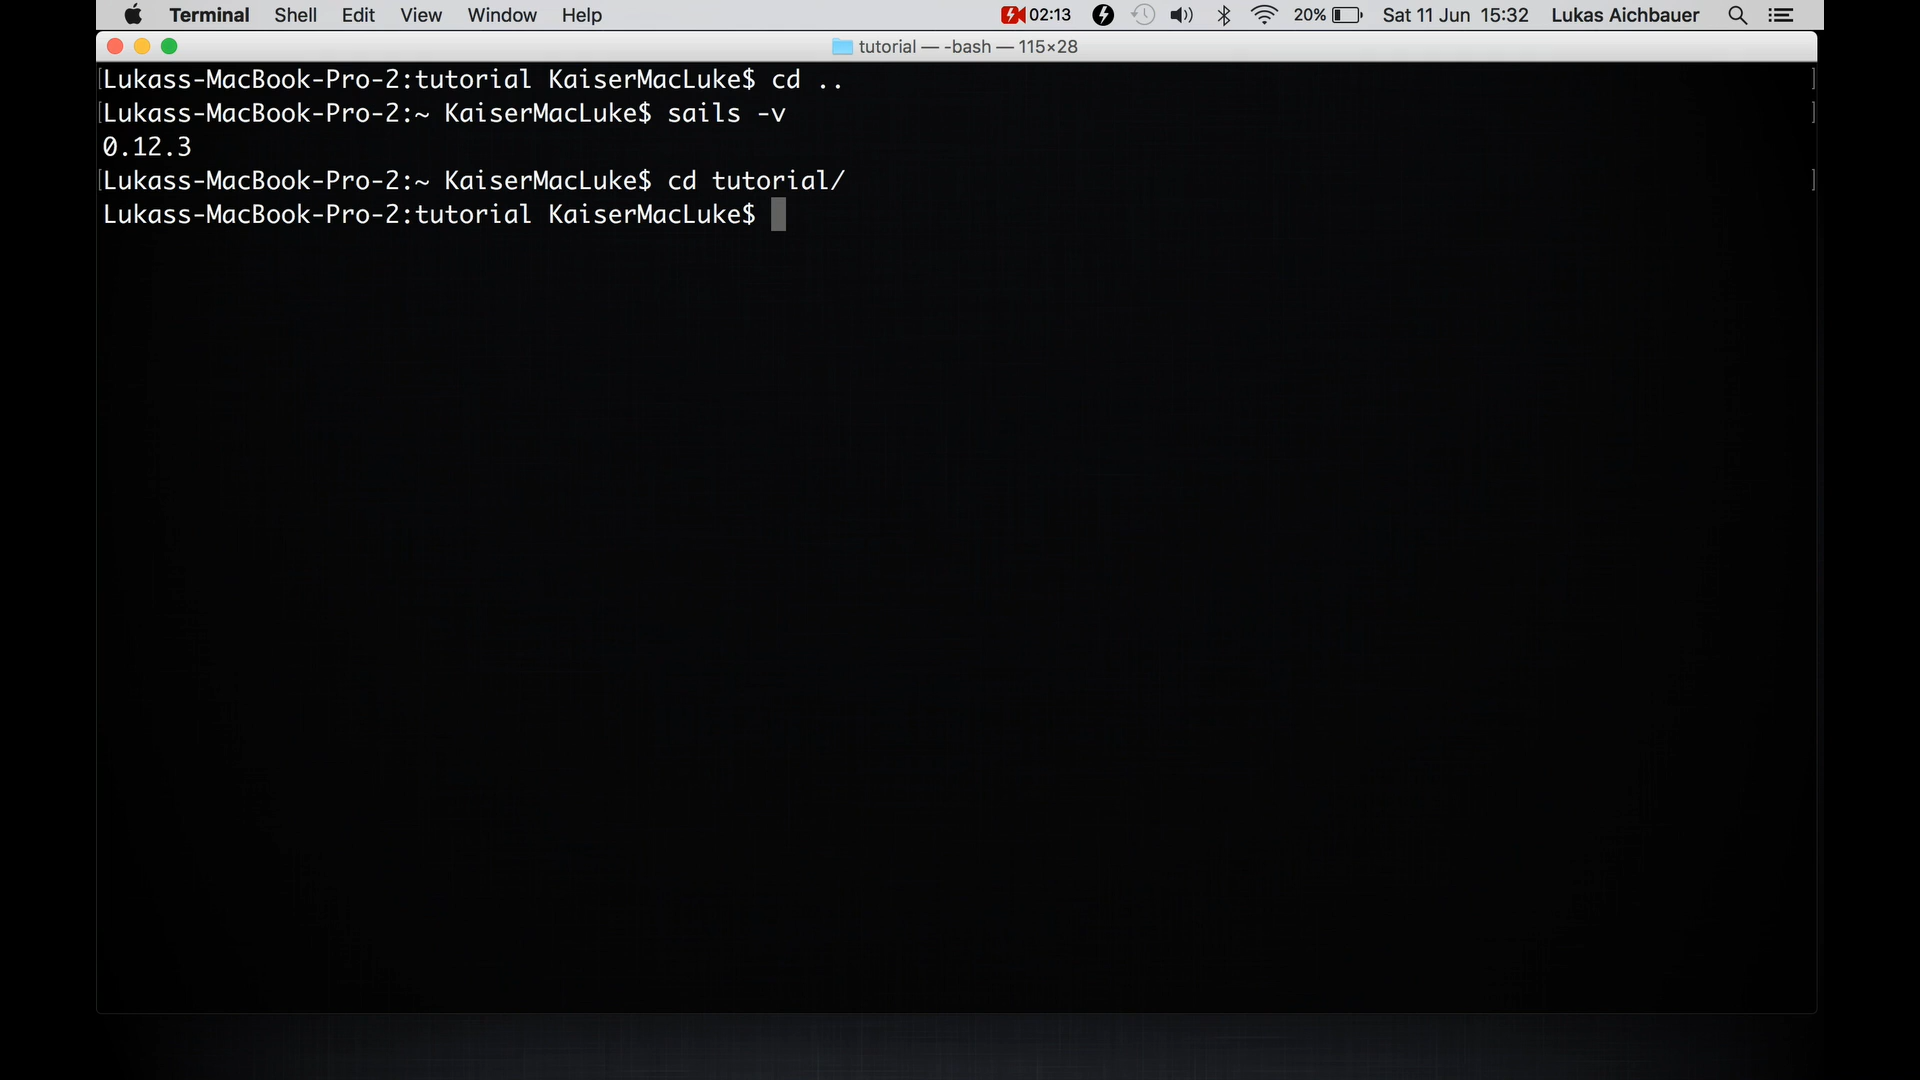 Terminal Shell Edit View Window Help 02:13 20% Sat 11 Jun 15:32 Lukas Aichbauer
tutorial — -bash — 115×28
Lukass-MacBook-Pro-2:tutorial KaiserMacLuke$ cd ..
Lukass-MacBook-Pro-2:~ KaiserMacLuke$ sails -v
0.12.3
Lukass-MacBook-Pro-2:~ KaiserMacLuke$ cd tutorial/
Lukass-MacBook-Pro-2:tutorial KaiserMacLuke$